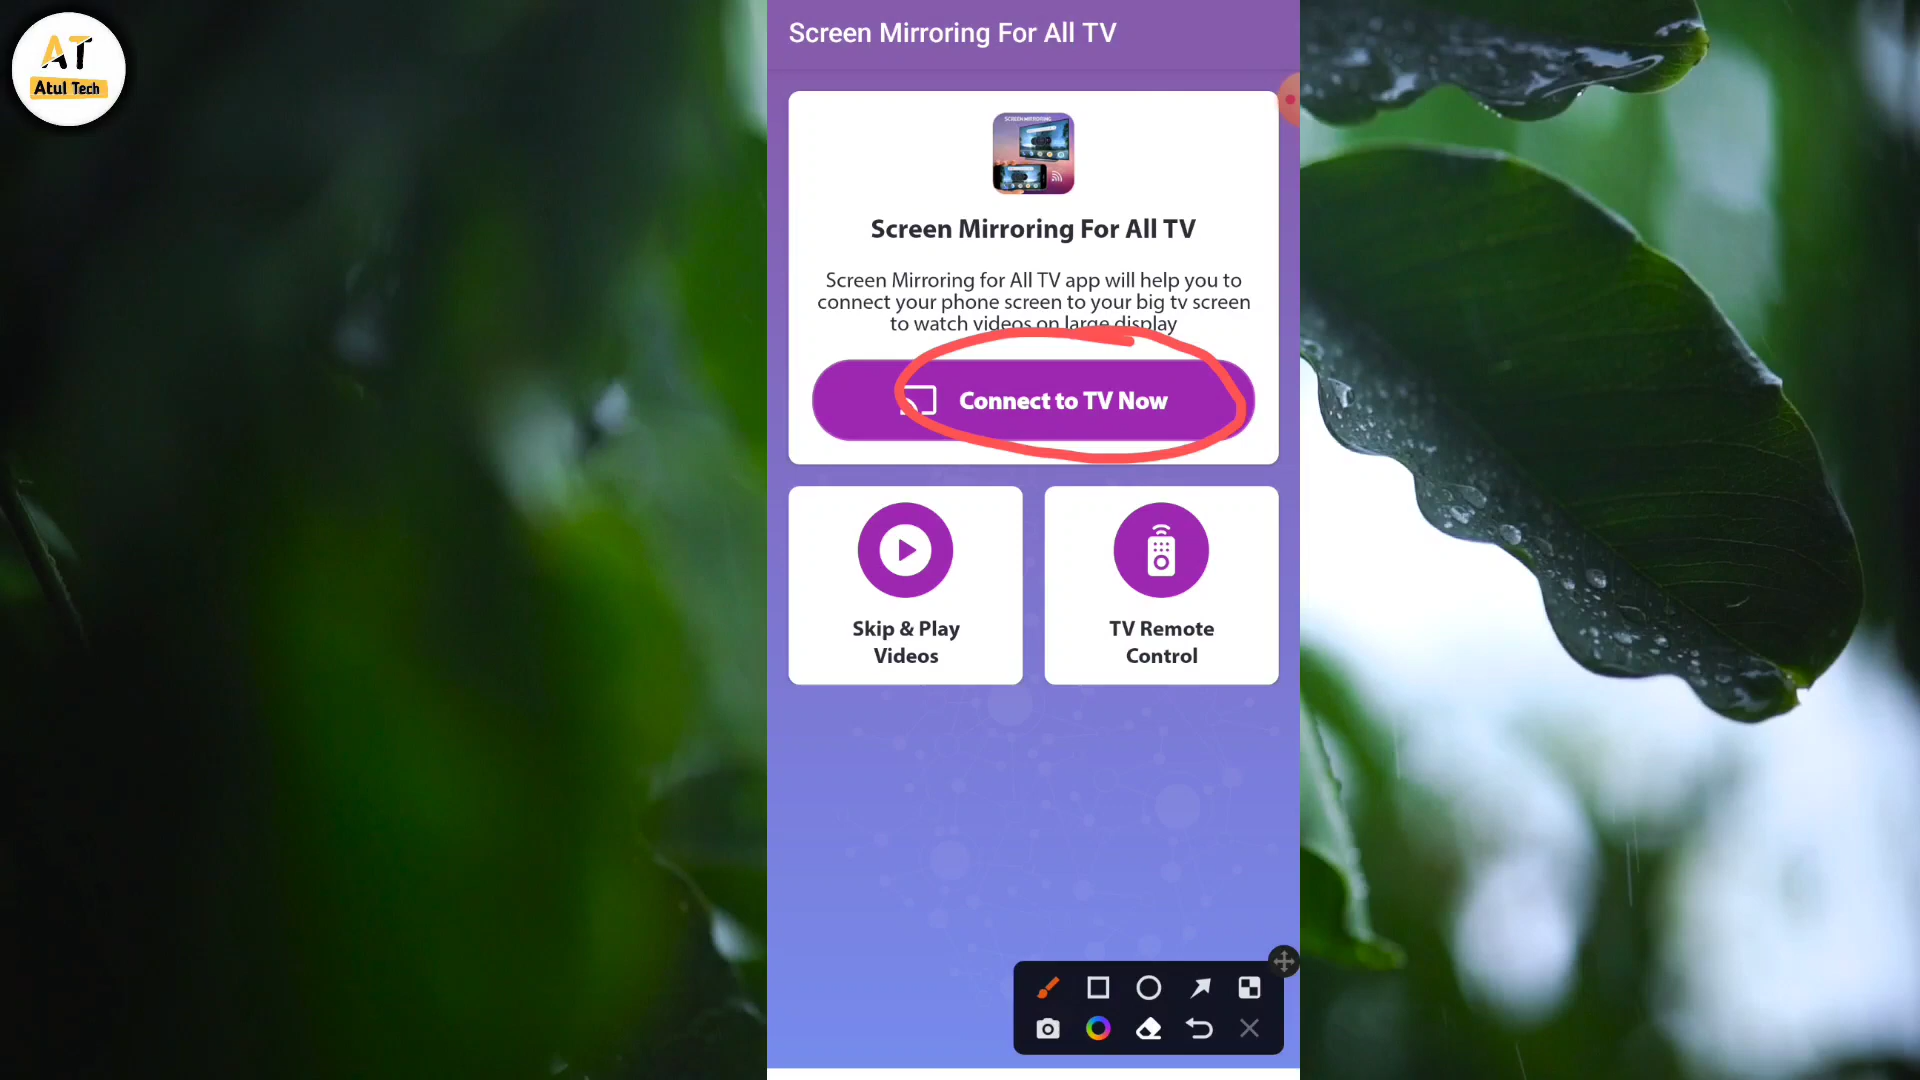 AT
Atul Tech
Screen Mirroring For All TV
SCREEN MIRRORING
Screen Mirroring For All TV
Screen Mirroring for All TV app will help you to
connect your phone screen to your big tv screen
to watch videos on large display
Connect to TV Now
Skip & Play
Videos
TV Remote
Control